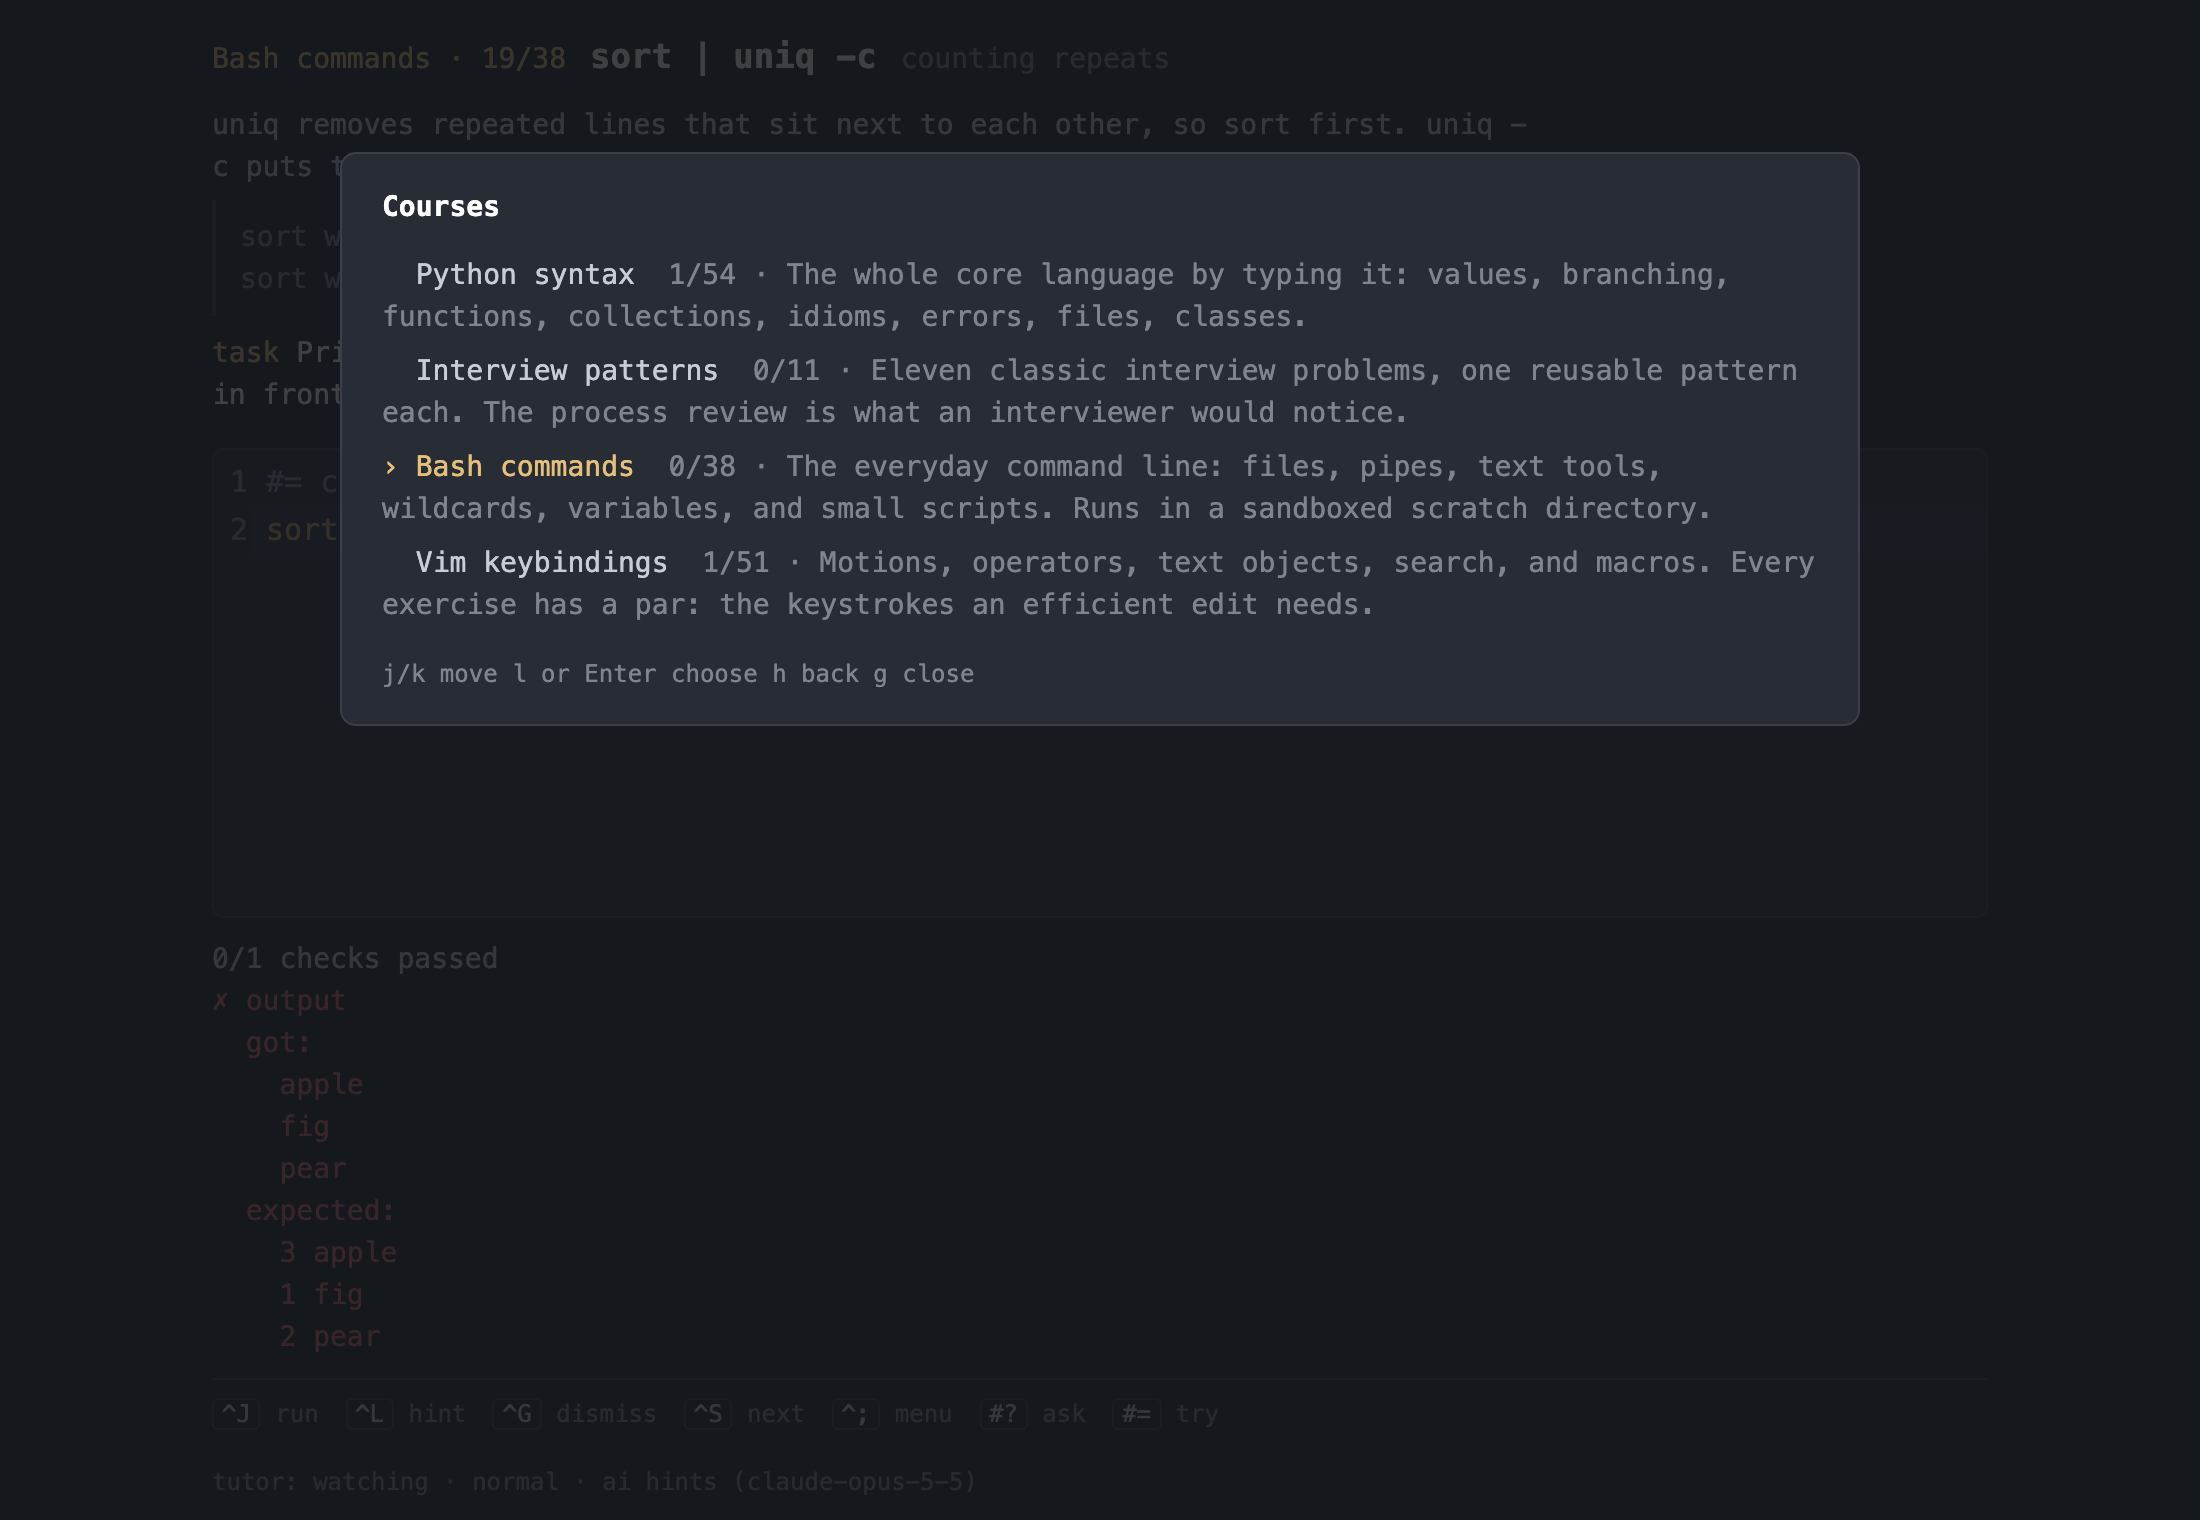 Bash commands · 19/38 sort | uniq -c counting repeats
uniq removes repeated lines that sit next to each other, so sort first. uniq -
c puts
Courses
sort
Python syntax 1/54 · The whole core language by typing it: values, branching,
sort
functions, collections, idioms, errors, files, classes.
task Pri
Interview patterns 0/11 · Eleven classic interview problems, one reusable pattern
in front
each. The process review is what an interviewer would notice.
› Bash commands 0/38 · The everyday command line: files, pipes, text tools,
1 #= c
wildcards, variables, and small scripts. Runs in a sandboxed scratch directory.
2 sort
Vim keybindings 1/51 · Motions, operators, text objects, search, and macros. Every
exercise has a par: the keystrokes an efficient edit needs.
j/k move l or Enter choose h back g close
0/1 checks passed
✗ output
got:
apple
fig
pear
expected:
3 apple
1 fig
2 pear
^J run ^L hint ^G dismiss ^S next ^; menu #? ask #= try
tutor: watching · normal · ai hints (claude-opus-5-5)